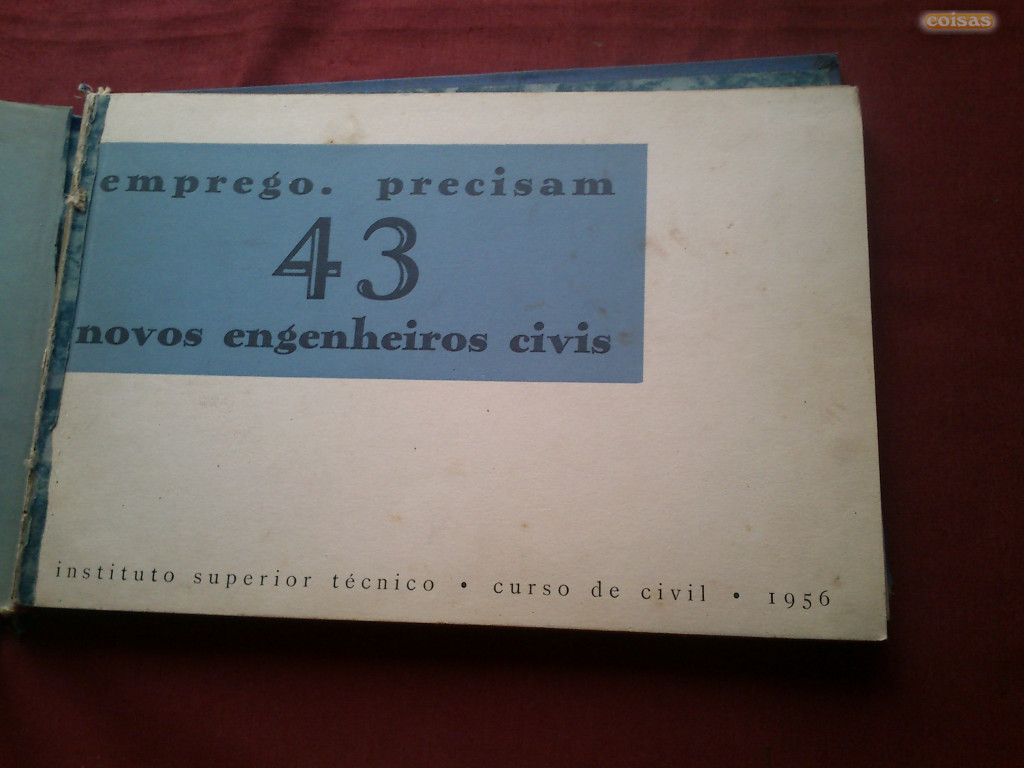 coisas
emprego. precisam
43
novos engenheiros civis
instituto superior técnico • curso de civil • 1956